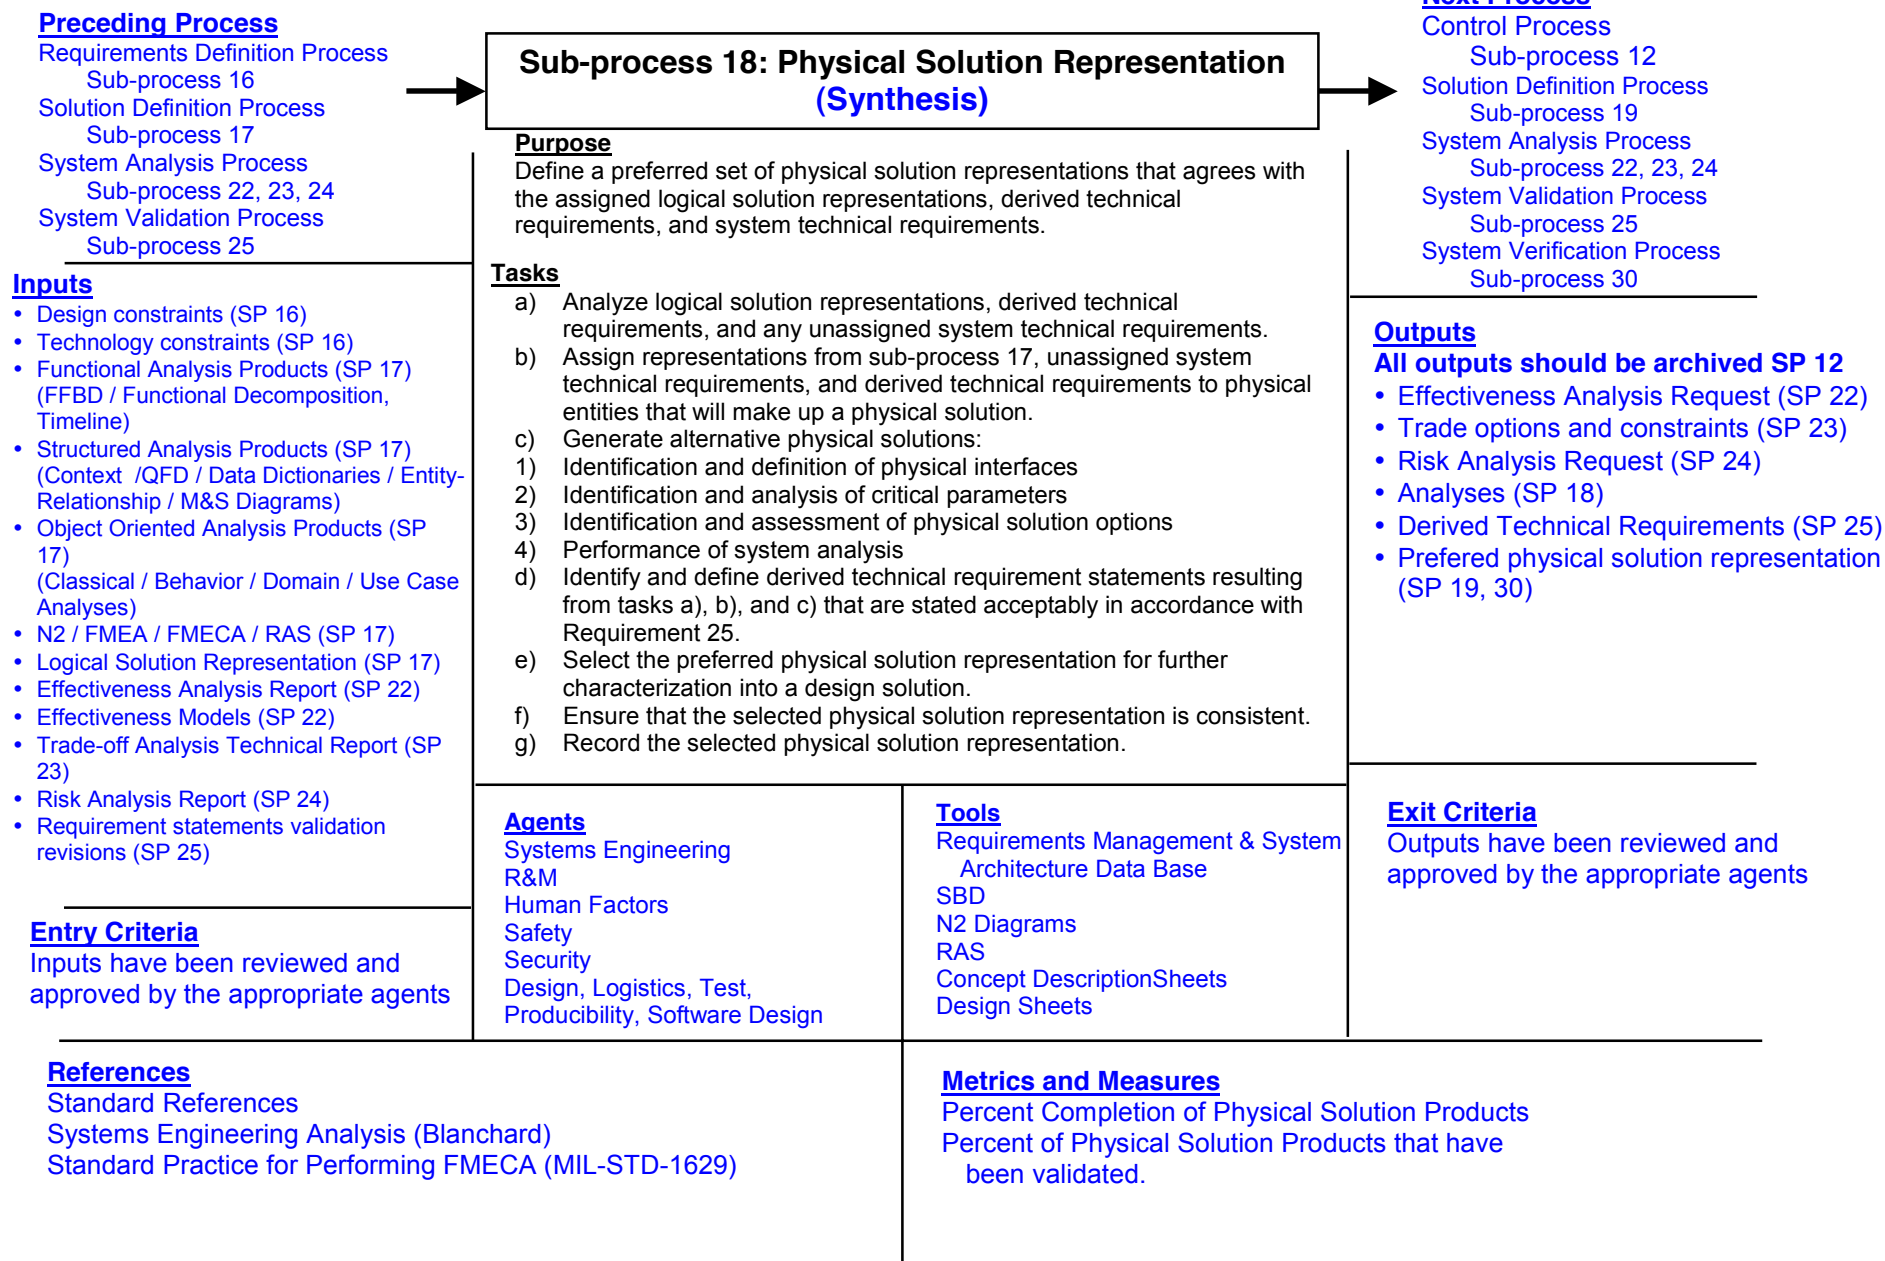 Preceding Process
Requirements Definition Process
Sub-process 16
Solution Definition Process
Sub-process 17
System Analysis Process
Sub-process 22, 23, 24
System Validation Process
Sub-process 25
Sub-process 18: Physical Solution Representation
(Synthesis)
Next Process
Control Process
Sub-process 12
Solution Definition Process
Sub-process 19
System Analysis Process
Sub-process 22, 23, 24
System Validation Process
Sub-process 25
System Verification Process
Sub-process 30
Purpose
Define a preferred set of physical solution representations that agrees with
the assigned logical solution representations, derived technical
requirements, and system technical requirements.
Inputs
• Design constraints (SP 16)
• Technology constraints (SP 16)
• Functional Analysis Products (SP 17)
(FFBD / Functional Decomposition,
Timeline)
• Structured Analysis Products (SP 17)
(Context /QFD / Data Dictionaries / Entity-
Relationship / M&S Diagrams)
• Object Oriented Analysis Products (SP
17)
(Classical / Behavior / Domain / Use Case
Analyses)
• N2 / FMEA / FMECA / RAS (SP 17)
• Logical Solution Representation (SP 17)
• Effectiveness Analysis Report (SP 22)
• Effectiveness Models (SP 22)
• Trade-off Analysis Technical Report (SP
23)
• Risk Analysis Report (SP 24)
• Requirement statements validation
revisions (SP 25)
Tasks
a) Analyze logical solution representations, derived technical
requirements, and any unassigned system technical requirements.
b) Assign representations from sub-process 17, unassigned system
technical requirements, and derived technical requirements to physical
entities that will make up a physical solution.
c) Generate alternative physical solutions:
1) Identification and definition of physical interfaces
2) Identification and analysis of critical parameters
3) Identification and assessment of physical solution options
4) Performance of system analysis
d) Identify and define derived technical requirement statements resulting
from tasks a), b), and c) that are stated acceptably in accordance with
Requirement 25.
e) Select the preferred physical solution representation for further
characterization into a design solution.
f) Ensure that the selected physical solution representation is consistent.
g) Record the selected physical solution representation.
Outputs
All outputs should be archived SP 12
• Effectiveness Analysis Request (SP 22)
• Trade options and constraints (SP 23)
• Risk Analysis Request (SP 24)
• Analyses (SP 18)
• Derived Technical Requirements (SP 25)
• Prefered physical solution representation
(SP 19, 30)
Entry Criteria
Inputs have been reviewed and
approved by the appropriate agents
Agents
Systems Engineering
R&M
Human Factors
Safety
Security
Design, Logistics, Test,
Producibility, Software Design
Tools
Requirements Management & System
Architecture Data Base
SBD
N2 Diagrams
RAS
Concept DescriptionSheets
Design Sheets
Exit Criteria
Outputs have been reviewed and
approved by the appropriate agents
References
Standard References
Systems Engineering Analysis (Blanchard)
Standard Practice for Performing FMECA (MIL-STD-1629)
Metrics and Measures
Percent Completion of Physical Solution Products
Percent of Physical Solution Products that have
been validated.